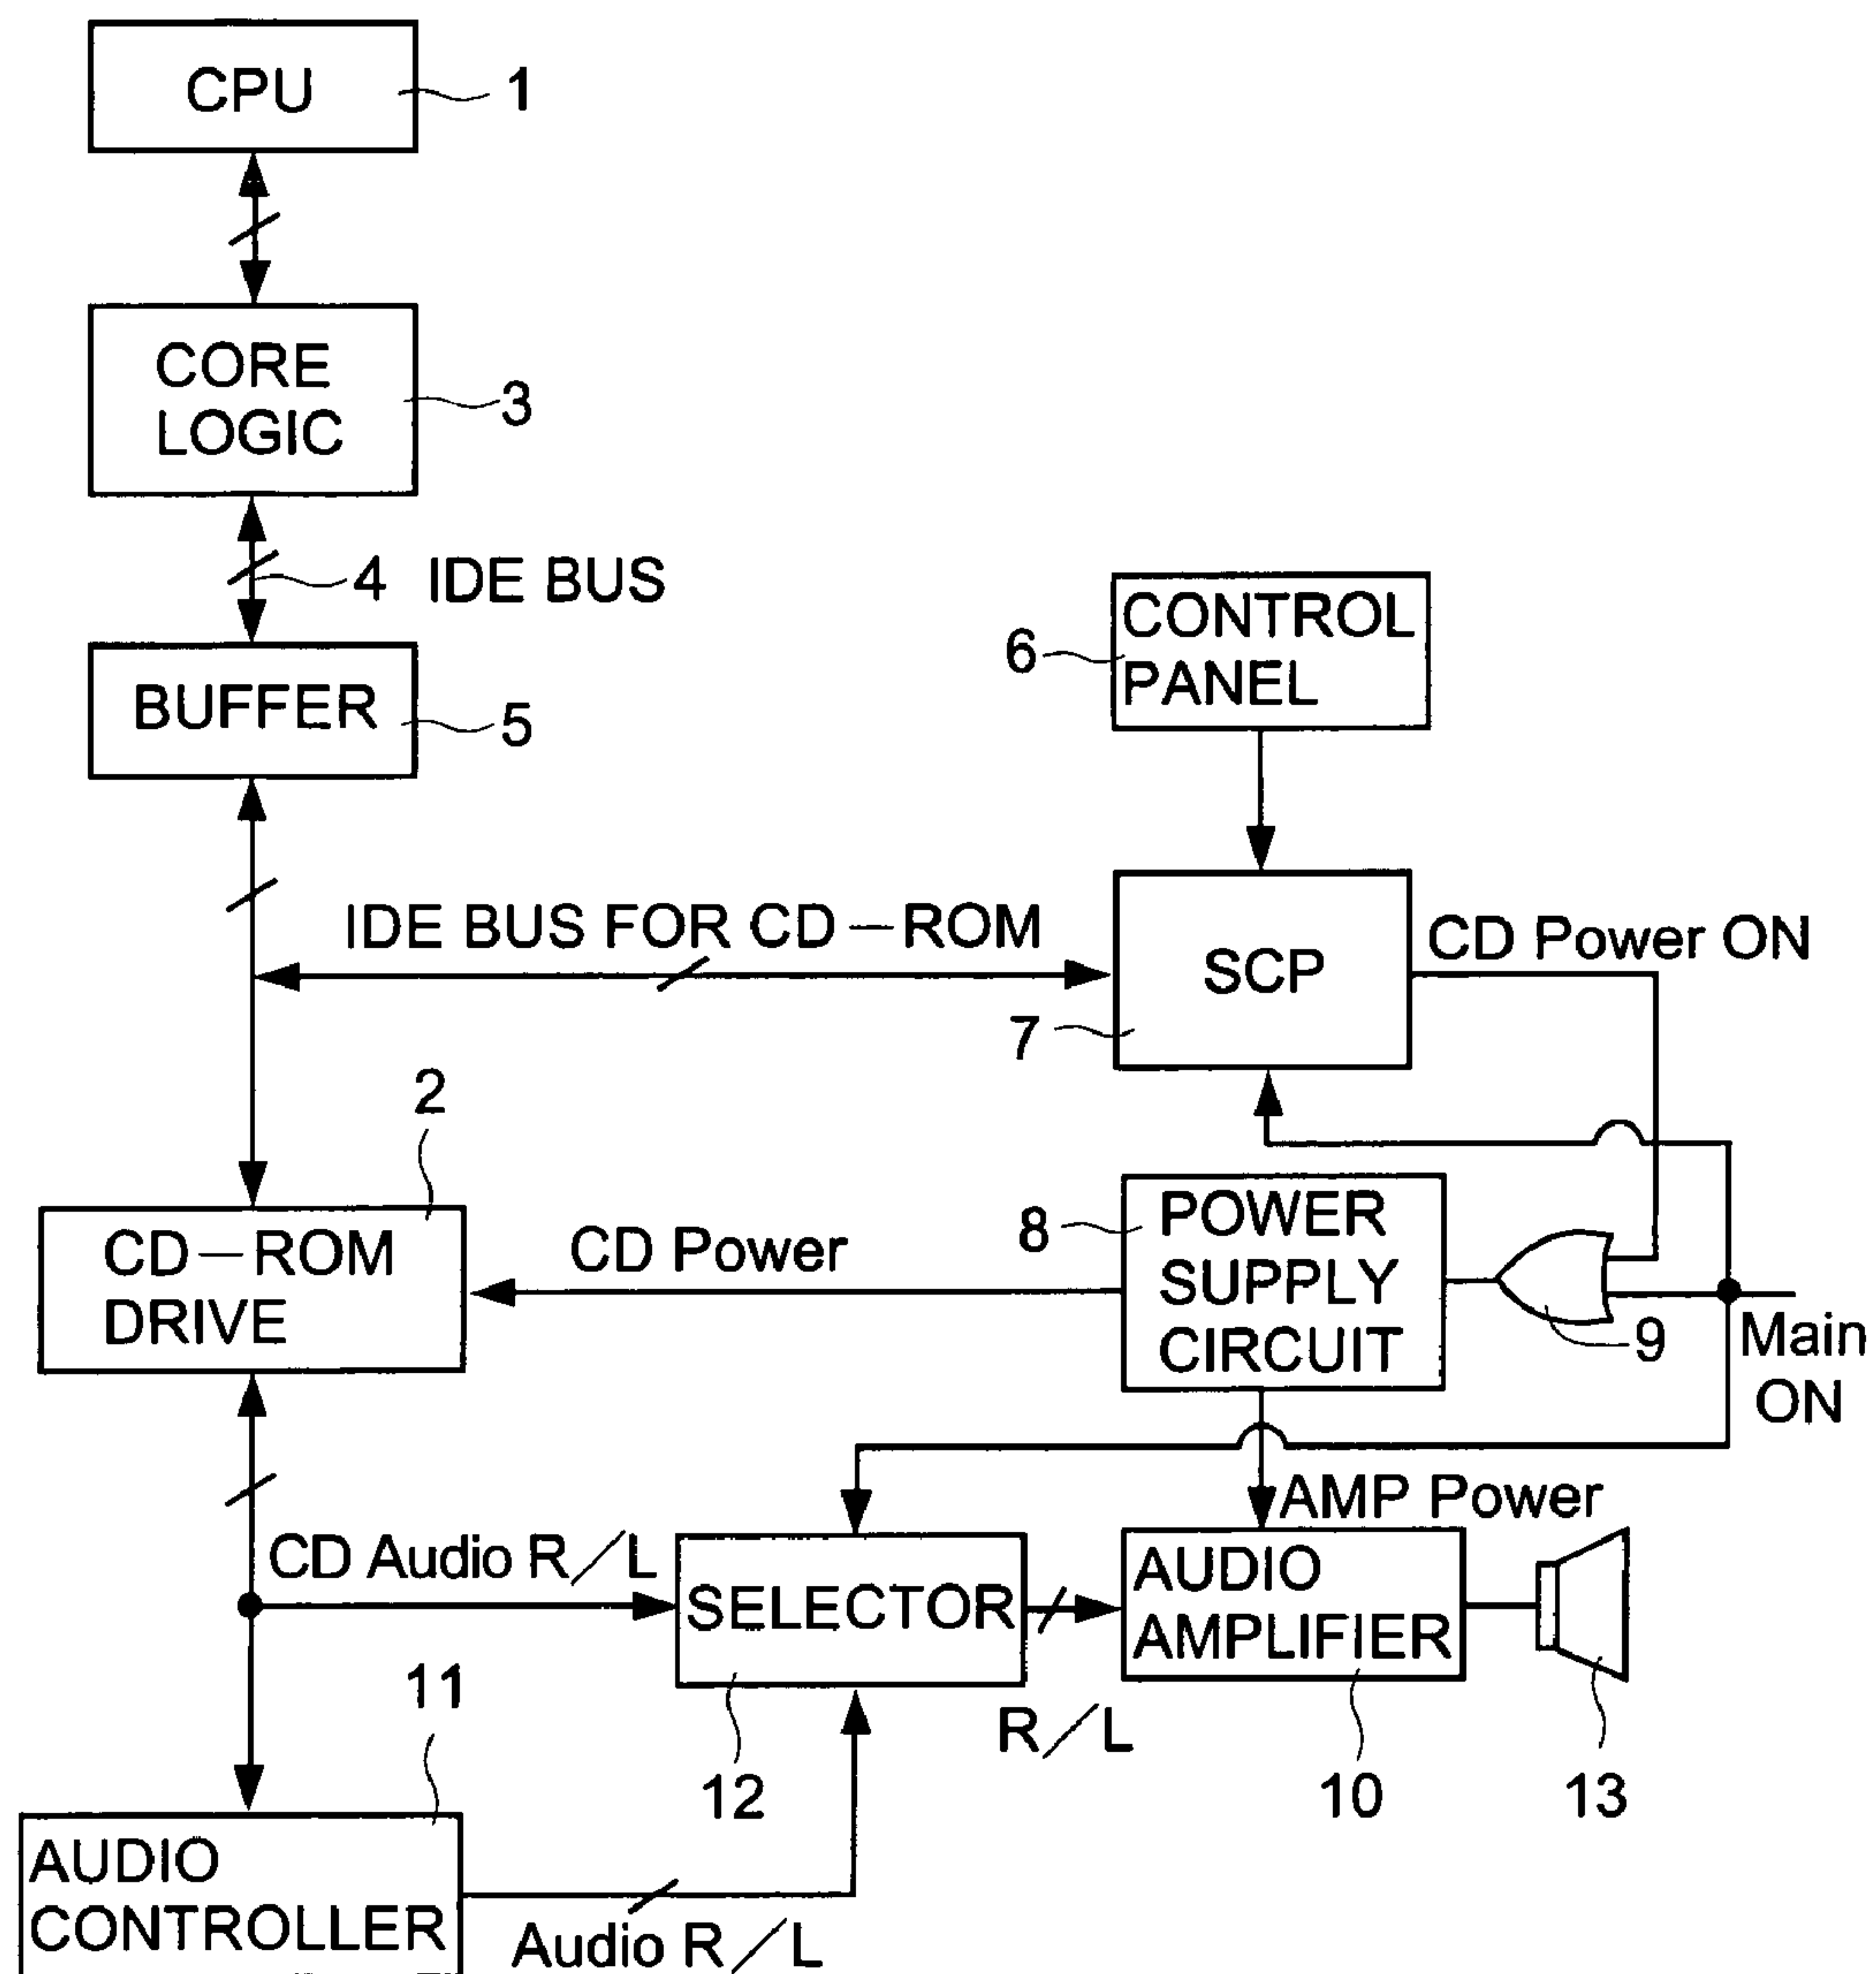 CPU
1
CORE
LOGIC
3
4 IDE BUS
BUFFER
5
CONTROL
PANEL
6
IDE BUS FOR CD—ROM
SCP
7
CD Power ON
2
CD—ROM
DRIVE
CD Power
8
POWER
SUPPLY
CIRCUIT
9
Main
ON
AMP Power
CD Audio R/L
SELECTOR
AUDIO
AMPLIFIER
11
12
R/L
10
13
AUDIO
CONTROLLER
Audio R/L